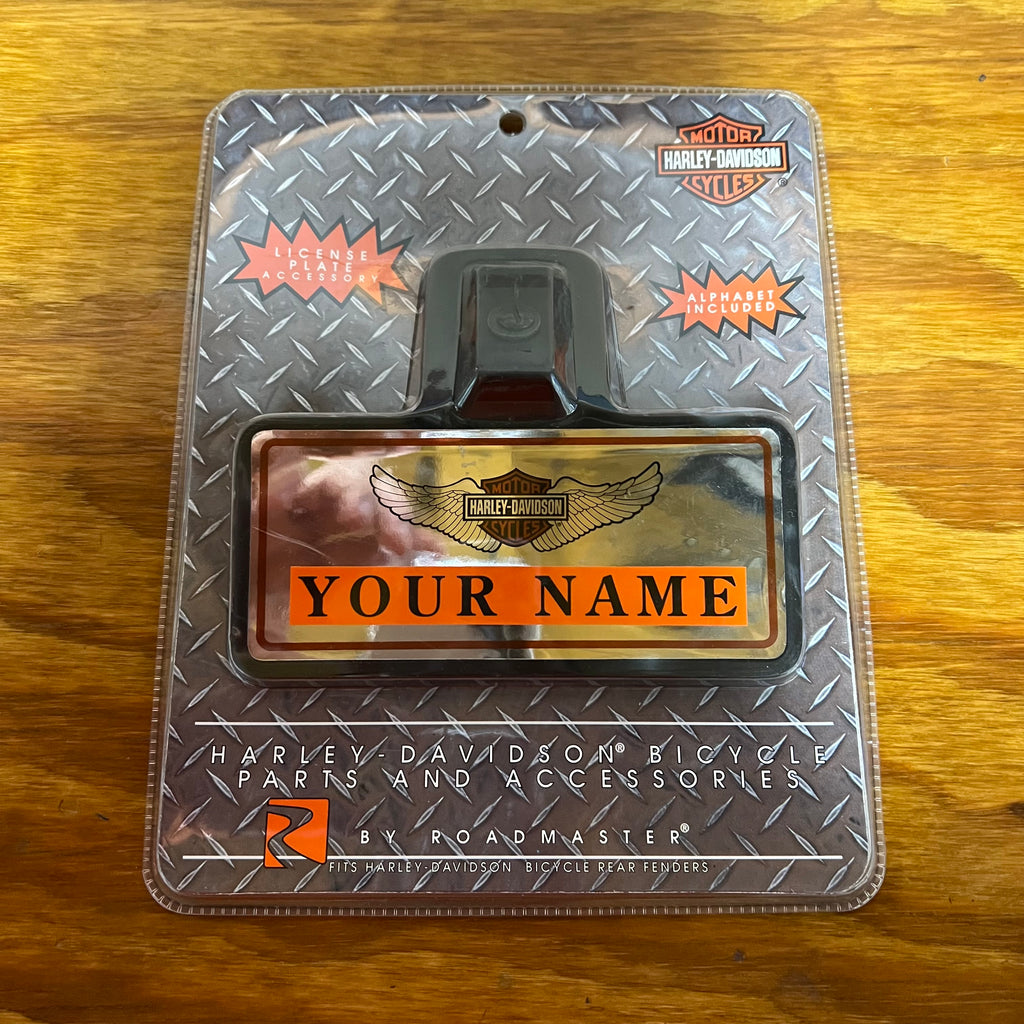 MOTOR
HARLEY-DAVIDSON
CYCLES
®
LICENSE
PLATE
ACCESSORY
ALPHABET
INCLUDED
MOTOR
HARLEY-DAVIDSON
CYCLES
YOUR NAME
HARLEY-DAVIDSON® BICYCLE
PARTS AND ACCESSORIES
BY ROADMASTER®
FITS HARLEY-DAVIDSON BICYCLE REAR FENDERS